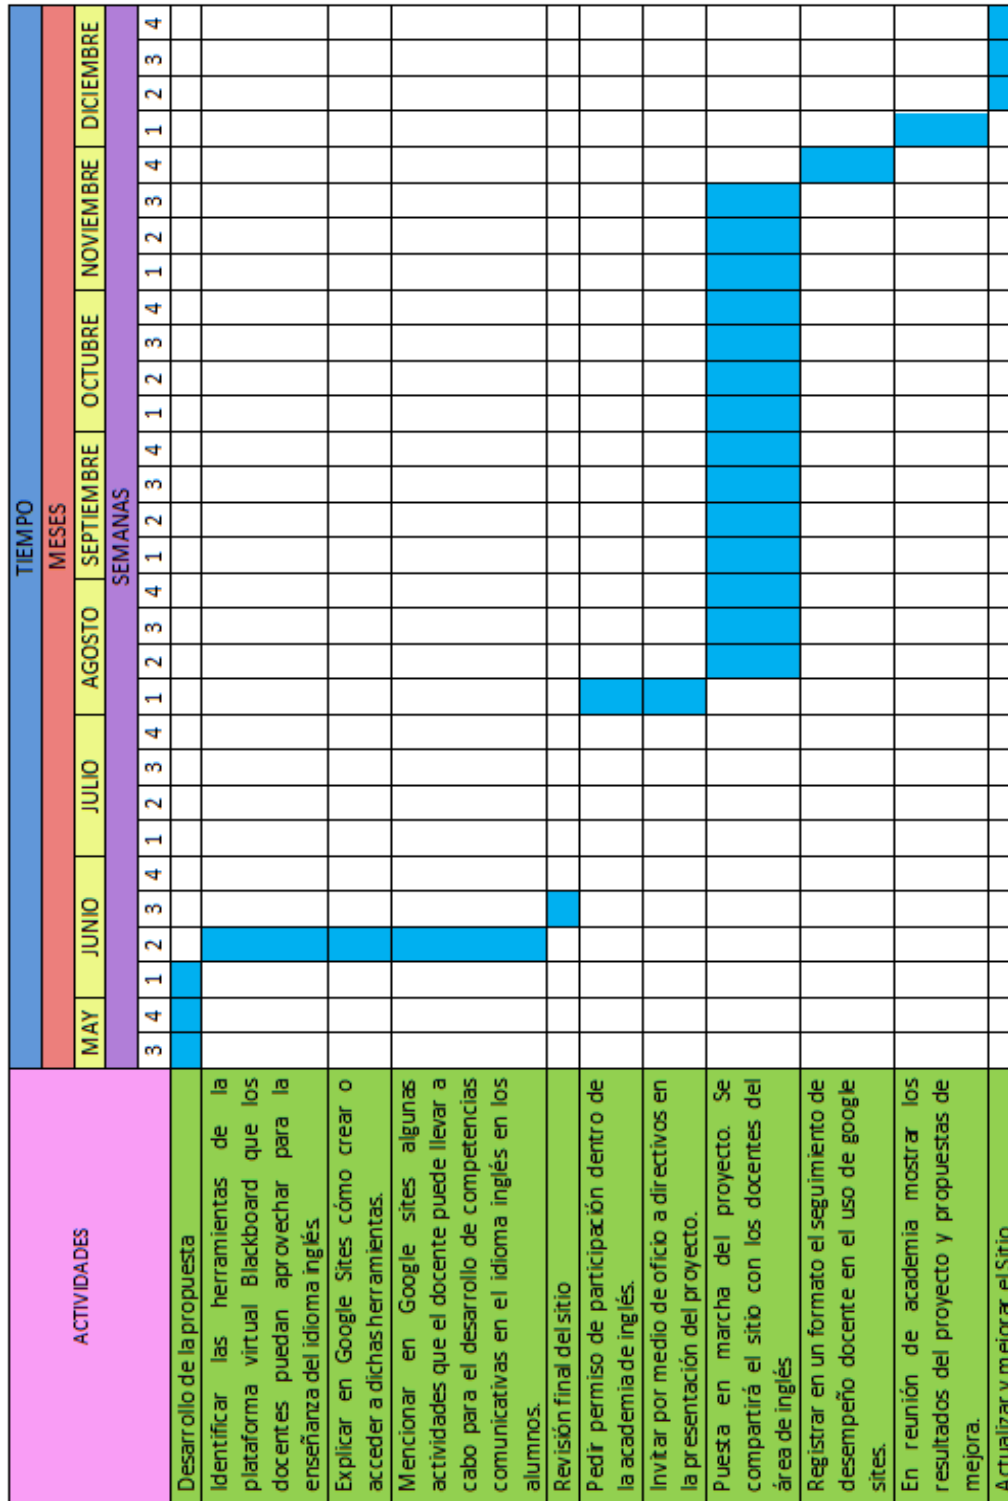 ACTIVIDADES
TIEMPO
MESES
MAY JUNIO JULIO AGOSTO SEPTIEMBRE OCTUBRE NOVIEMBRE DICIEMBRE
SEMANAS
3 4 1 2 3 4 1 2 3 4 1 2 3 4 1 2 3 4 1 2 3 4 1 2 3 4 1 2 3 4
Desarrollo de la propuesta
Identificar las herramientas de la
plataforma virtual Blackboard que los
docentes puedan aprovechar para la
enseñanza del idioma inglés.
Explicar en Google Sites cómo crear o
acceder a dichas herramientas.
Mencionar en Google sites algunas
actividades que el docente puede llevar a
cabo para el desarrollo de competencias
comunicativas en el idioma inglés en los
alumnos.
Revisión final del sitio
Pedir permiso de participación dentro de
la academia de inglés.
Invitar por medio de oficio a directivos en
la presentación del proyecto.
Puesta en marcha del proyecto. Se
compartirá el sitio con los docentes del
área de inglés
Registrar en un formato el seguimiento de
desempeño docente en el uso de google
sites.
En reunión de academia mostrar los
resultados del proyecto y propuestas de
mejora.
Actualizar y mejorar el Sitio